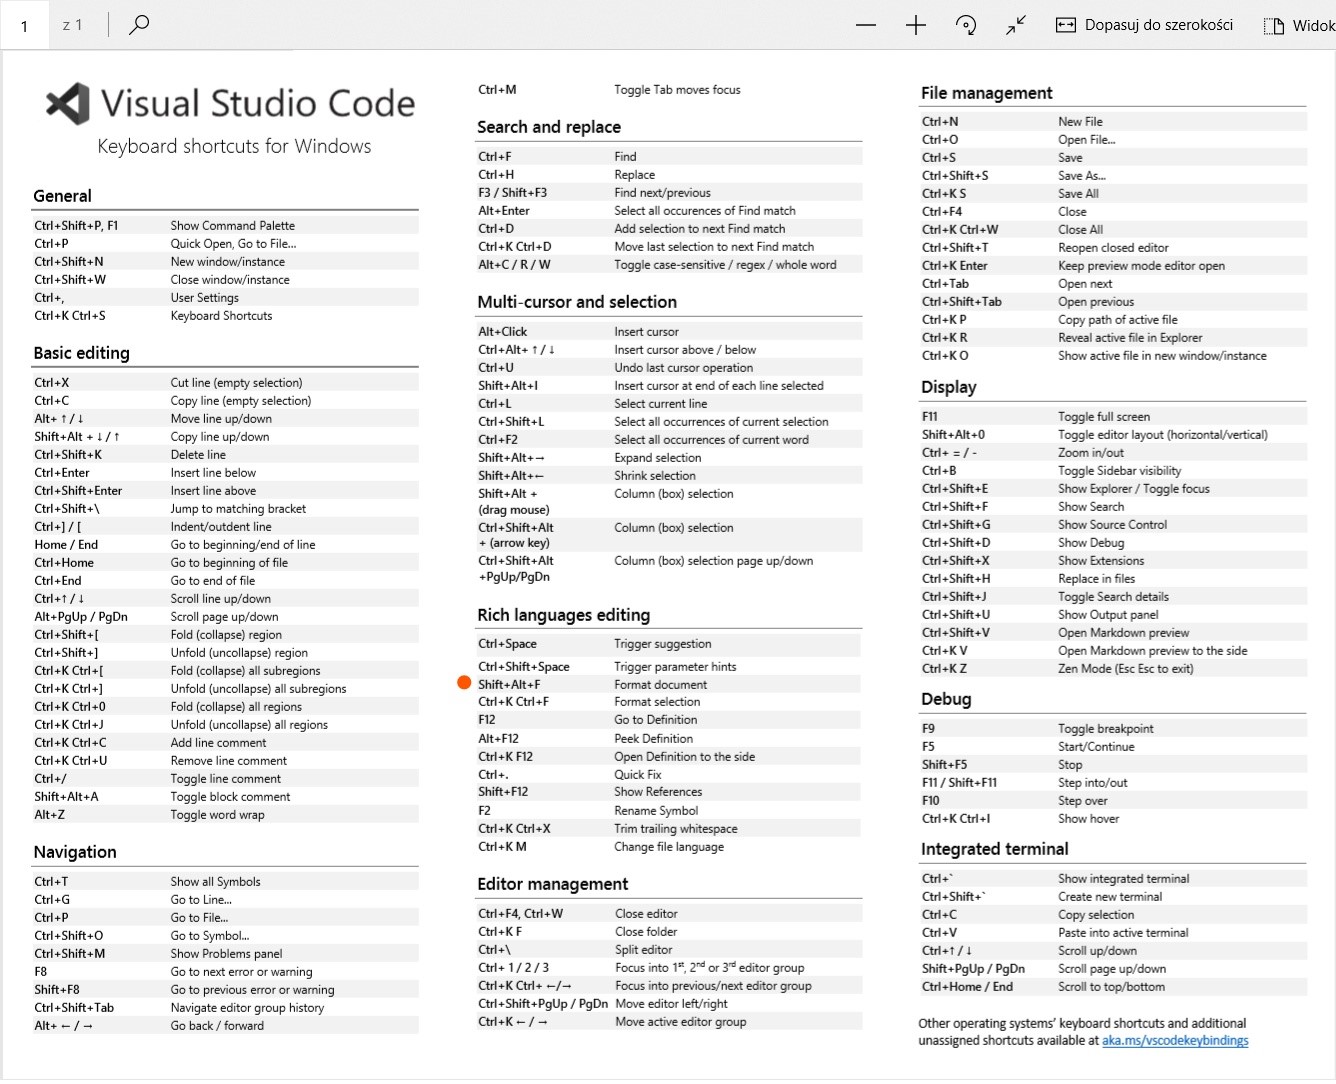 1 z 1 Dopasuj do szerokości Widok
Visual Studio Code
Keyboard shortcuts for Windows
General
Ctrl+Shift+P, F1 Show Command Palette
Ctrl+P Quick Open, Go to File...
Ctrl+Shift+N New window/instance
Ctrl+Shift+W Close window/instance
Ctrl+, User Settings
Ctrl+K Ctrl+S Keyboard Shortcuts
Basic editing
Ctrl+X Cut line (empty selection)
Ctrl+C Copy line (empty selection)
Alt+ ↑ / ↓ Move line up/down
Shift+Alt + ↓ / ↑ Copy line up/down
Ctrl+Shift+K Delete line
Ctrl+Enter Insert line below
Ctrl+Shift+Enter Insert line above
Ctrl+Shift+\ Jump to matching bracket
Ctrl+] / [ Indent/outdent line
Home / End Go to beginning/end of line
Ctrl+Home Go to beginning of file
Ctrl+End Go to end of file
Ctrl+↑ / ↓ Scroll line up/down
Alt+PgUp / PgDn Scroll page up/down
Ctrl+Shift+[ Fold (collapse) region
Ctrl+Shift+] Unfold (uncollapse) region
Ctrl+K Ctrl+[ Fold (collapse) all subregions
Ctrl+K Ctrl+] Unfold (uncollapse) all subregions
Ctrl+K Ctrl+0 Fold (collapse) all regions
Ctrl+K Ctrl+J Unfold (uncollapse) all regions
Ctrl+K Ctrl+C Add line comment
Ctrl+K Ctrl+U Remove line comment
Ctrl+/ Toggle line comment
Shift+Alt+A Toggle block comment
Alt+Z Toggle word wrap
Navigation
Ctrl+T Show all Symbols
Ctrl+G Go to Line...
Ctrl+P Go to File...
Ctrl+Shift+O Go to Symbol...
Ctrl+Shift+M Show Problems panel
F8 Go to next error or warning
Shift+F8 Go to previous error or warning
Ctrl+Shift+Tab Navigate editor group history
Alt+ ← / → Go back / forward
Ctrl+M Toggle Tab moves focus
Search and replace
Ctrl+F Find
Ctrl+H Replace
F3 / Shift+F3 Find next/previous
Alt+Enter Select all occurences of Find match
Ctrl+D Add selection to next Find match
Ctrl+K Ctrl+D Move last selection to next Find match
Alt+C / R / W Toggle case-sensitive / regex / whole word
Multi-cursor and selection
Alt+Click Insert cursor
Ctrl+Alt+ ↑ / ↓ Insert cursor above / below
Ctrl+U Undo last cursor operation
Shift+Alt+I Insert cursor at end of each line selected
Ctrl+L Select current line
Ctrl+Shift+L Select all occurrences of current selection
Ctrl+F2 Select all occurrences of current word
Shift+Alt+→ Expand selection
Shift+Alt+← Shrink selection
Shift+Alt + Column (box) selection
(drag mouse)
Ctrl+Shift+Alt Column (box) selection
+ (arrow key)
Ctrl+Shift+Alt Column (box) selection page up/down
+PgUp/PgDn
Rich languages editing
Ctrl+Space Trigger suggestion
Ctrl+Shift+Space Trigger parameter hints
Shift+Alt+F Format document
Ctrl+K Ctrl+F Format selection
F12 Go to Definition
Alt+F12 Peek Definition
Ctrl+K F12 Open Definition to the side
Ctrl+. Quick Fix
Shift+F12 Show References
F2 Rename Symbol
Ctrl+K Ctrl+X Trim trailing whitespace
Ctrl+K M Change file language
Editor management
Ctrl+F4, Ctrl+W Close editor
Ctrl+K F Close folder
Ctrl+\ Split editor
Ctrl+ 1 / 2 / 3 Focus into 1st, 2nd or 3rd editor group
Ctrl+K Ctrl+ ←/→ Focus into previous/next editor group
Ctrl+Shift+PgUp / PgDn Move editor left/right
Ctrl+K ← / → Move active editor group
File management
Ctrl+N New File
Ctrl+O Open File...
Ctrl+S Save
Ctrl+Shift+S Save As...
Ctrl+K S Save All
Ctrl+F4 Close
Ctrl+K Ctrl+W Close All
Ctrl+Shift+T Reopen closed editor
Ctrl+K Enter Keep preview mode editor open
Ctrl+Tab Open next
Ctrl+Shift+Tab Open previous
Ctrl+K P Copy path of active file
Ctrl+K R Reveal active file in Explorer
Ctrl+K O Show active file in new window/instance
Display
F11 Toggle full screen
Shift+Alt+0 Toggle editor layout (horizontal/vertical)
Ctrl+ = / - Zoom in/out
Ctrl+B Toggle Sidebar visibility
Ctrl+Shift+E Show Explorer / Toggle focus
Ctrl+Shift+F Show Search
Ctrl+Shift+G Show Source Control
Ctrl+Shift+D Show Debug
Ctrl+Shift+X Show Extensions
Ctrl+Shift+H Replace in files
Ctrl+Shift+J Toggle Search details
Ctrl+Shift+U Show Output panel
Ctrl+Shift+V Open Markdown preview
Ctrl+K V Open Markdown preview to the side
Ctrl+K Z Zen Mode (Esc Esc to exit)
Debug
F9 Toggle breakpoint
F5 Start/Continue
Shift+F5 Stop
F11 / Shift+F11 Step into/out
F10 Step over
Ctrl+K Ctrl+I Show hover
Integrated terminal
Ctrl+` Show integrated terminal
Ctrl+Shift+` Create new terminal
Ctrl+C Copy selection
Ctrl+V Paste into active terminal
Ctrl+↑ / ↓ Scroll up/down
Shift+PgUp / PgDn Scroll page up/down
Ctrl+Home / End Scroll to top/bottom
Other operating systems’ keyboard shortcuts and additional
unassigned shortcuts available at aka.ms/vscodekeybindings